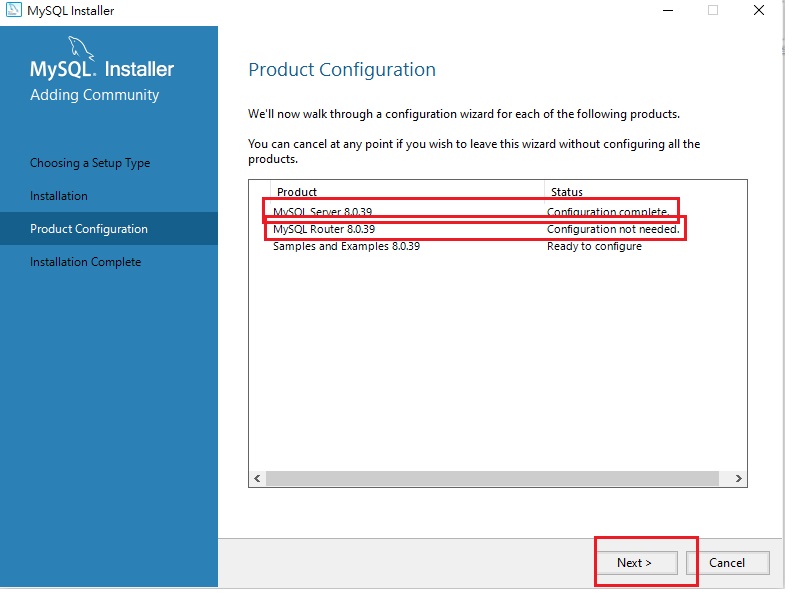 MySQL Installer
MySQL. Installer
Adding Community
Choosing a Setup Type
Installation
Product Configuration
Installation Complete
Product Configuration
We'll now walk through a configuration wizard for each of the following products.
You can cancel at any point if you wish to leave this wizard without configuring all the
products.
Product Status
MySQL Server 8.0.39 Configuration complete.
MySQL Router 8.0.39 Configuration not needed.
Samples and Examples 8.0.39 Ready to configure
Next > Cancel